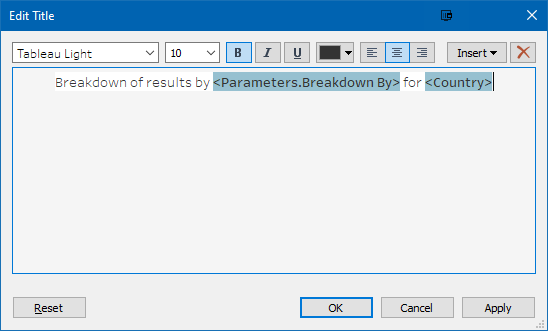 Edit Title
Tableau Light 10 B I U Insert
Breakdown of results by <Parameters.Breakdown By> for <Country>
Reset OK Cancel Apply